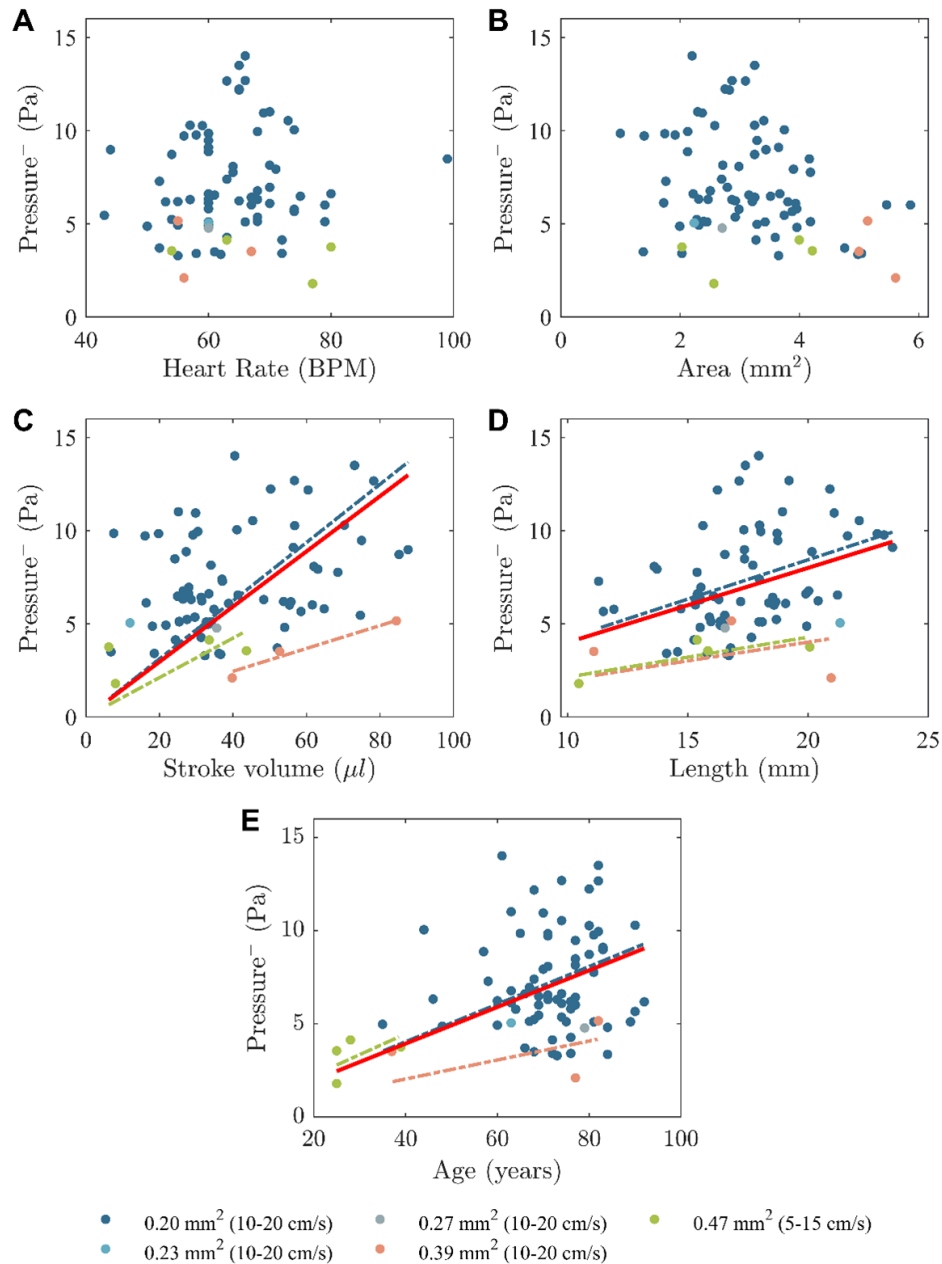 A
B
15
10
5
0
Pressure⁻ (Pa)
40
60
80
100
Heart Rate (BPM)
15
10
5
0
Pressure⁻ (Pa)
0
2
4
6
Area (mm²)
C
D
15
10
5
0
Pressure⁻ (Pa)
0
20
40
60
80
100
Stroke volume (μl)
15
10
5
0
Pressure⁻ (Pa)
10
15
20
25
Length (mm)
E
15
10
5
0
Pressure⁻ (Pa)
20
40
60
80
100
Age (years)
0.20 mm² (10-20 cm/s)
0.27 mm² (10-20 cm/s)
0.47 mm² (5-15 cm/s)
0.23 mm² (10-20 cm/s)
0.39 mm² (10-20 cm/s)